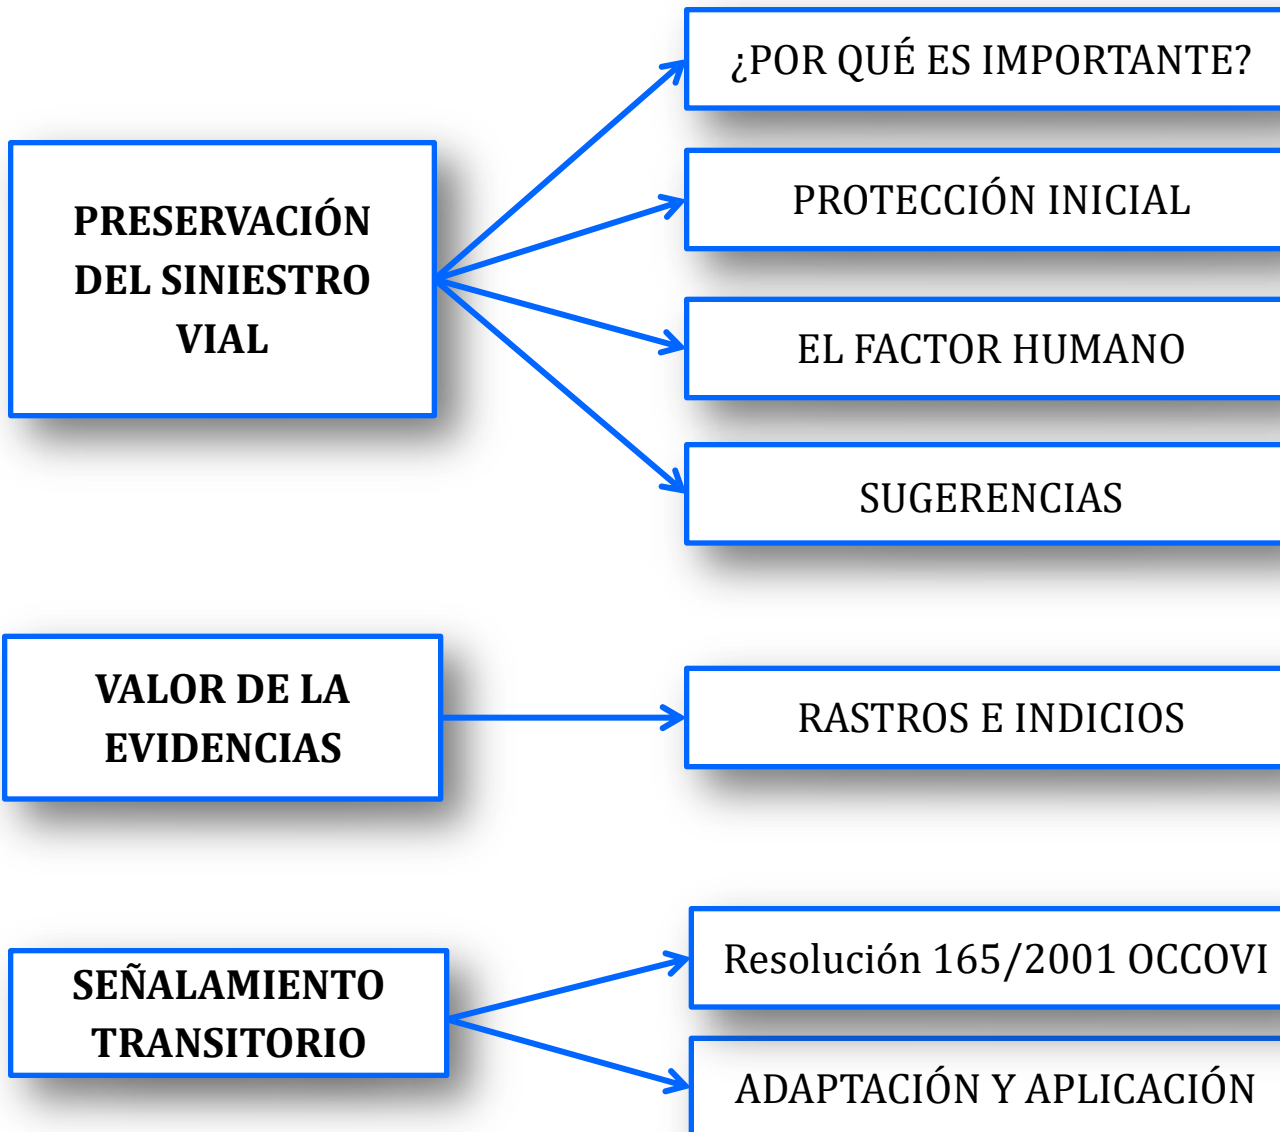 PRESERVACIÓN
DEL SINIESTRO
VIAL
¿POR QUÉ ES IMPORTANTE?
PROTECCIÓN INICIAL
EL FACTOR HUMANO
SUGERENCIAS
VALOR DE LA
EVIDENCIAS
RASTROS E INDICIOS
SEÑALAMIENTO
TRANSITORIO
Resolución 165/2001 OCCOVI
ADAPTACIÓN Y APLICACIÓN